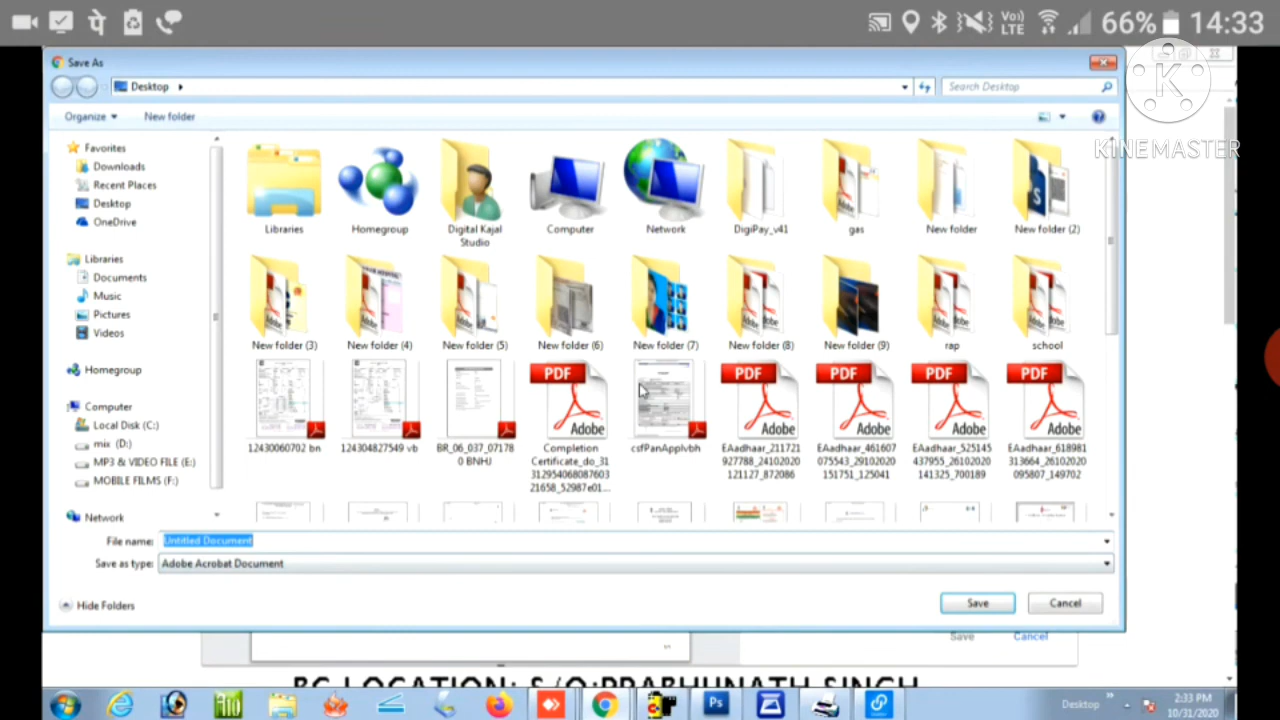 66% 14:33
Vo)) LTE
Save As
Desktop
Search Desktop
Organize
New folder
K
KINEMASTER
Favorites
Downloads
Recent Places
Desktop
OneDrive
Libraries
Documents
Music
Pictures
Videos
Homegroup
Computer
Local Disk (C:)
mix (D:)
MP3 & VIDEO FILE (E:)
MOBILE FILMS (F:)
Network
Libraries
Homegroup
Digital Kajal Studio
Computer
Network
DigiPay_v41
gas
New folder
New folder (2)
New folder (3)
New folder (4)
New folder (5)
New folder (6)
New folder (7)
New folder (8)
New folder (9)
rap
school
12430060702 bn
124304827549 vb
BR_06_037_07178
0 BNHJ
Completion
Certificate_do_31
31295406808760321658_52987e01...
csfPanApplvbh
EAadhaar_211721
927788_24102020
121127_872086
EAadhaar_461607
075543_29102020
151751_125041
EAadhaar_525145
437955_26102020
141325_700189
EAadhaar_618981
313664_26102020
095807_149702
File name: Untitled Document
Save as type: Adobe Acrobat Document
Hide Folders
Save
Cancel
Save
Cancel
BC LOCATION: S/O:PRABHUNATH SINGH
Desktop
2:33 PM
10/31/2020